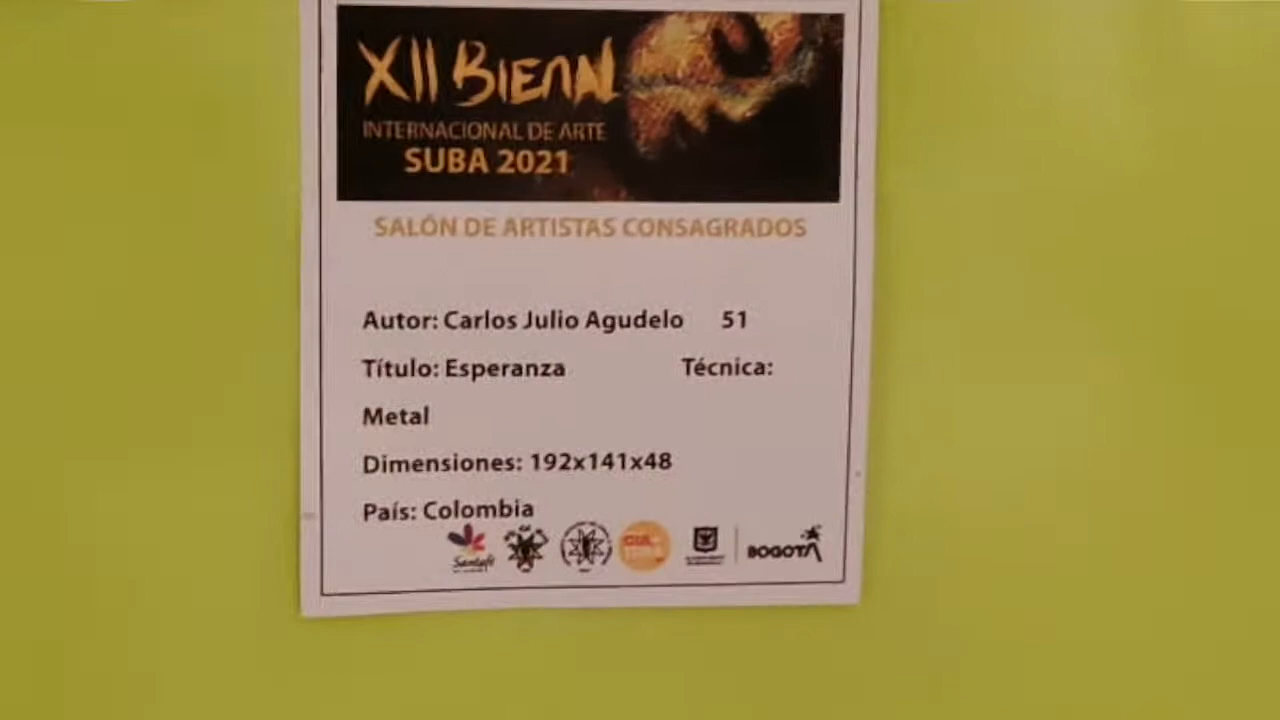 XII BIENAL
INTERNACIONAL DE ARTE
SUBA 2021
SALÓN DE ARTISTAS CONSAGRADOS
Autor: Carlos Julio Agudelo 51
Título: Esperanza Técnica:
Metal
Dimensiones: 192x141x48
País: Colombia
Santafé
BOGOTÁ